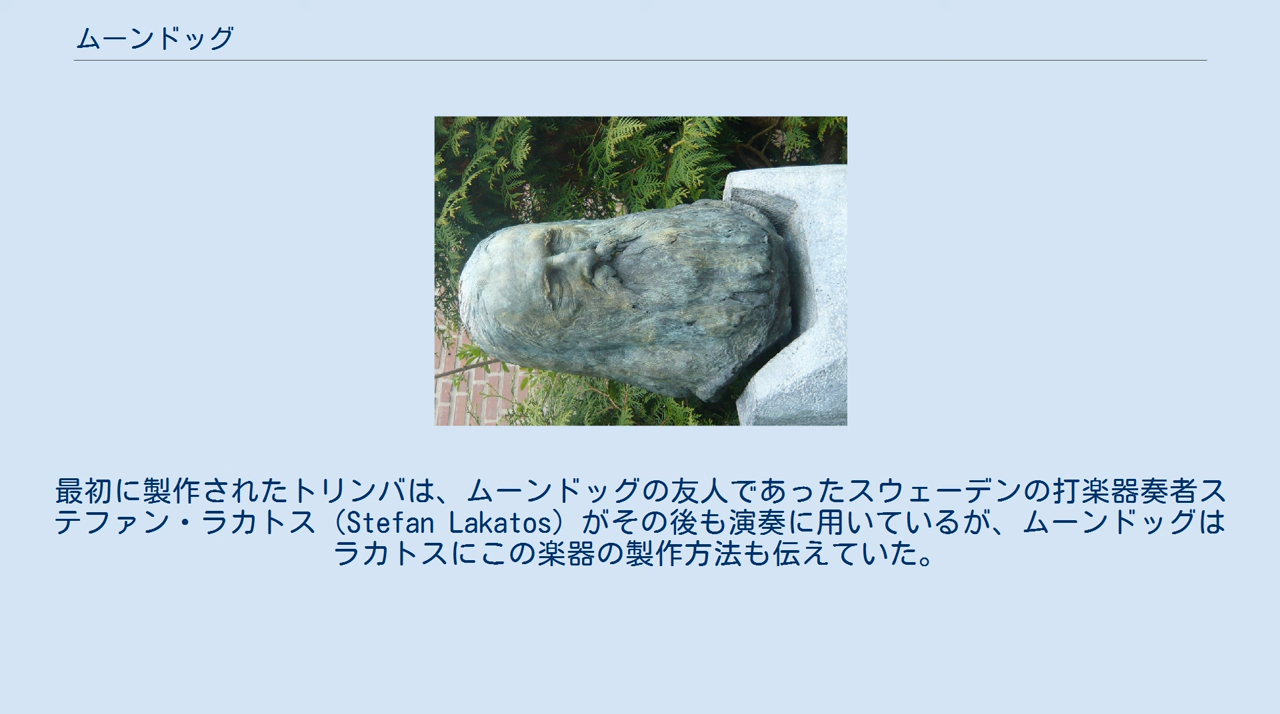 ムーンドッグ
最初に製作されたトリンバは、ムーンドッグの友人であったスウェーデンの打楽器奏者ス
テファン・ラカトス（Stefan Lakatos）がその後も演奏に用いているが、ムーンドッグは
ラカトスにこの楽器の製作方法も伝えていた。